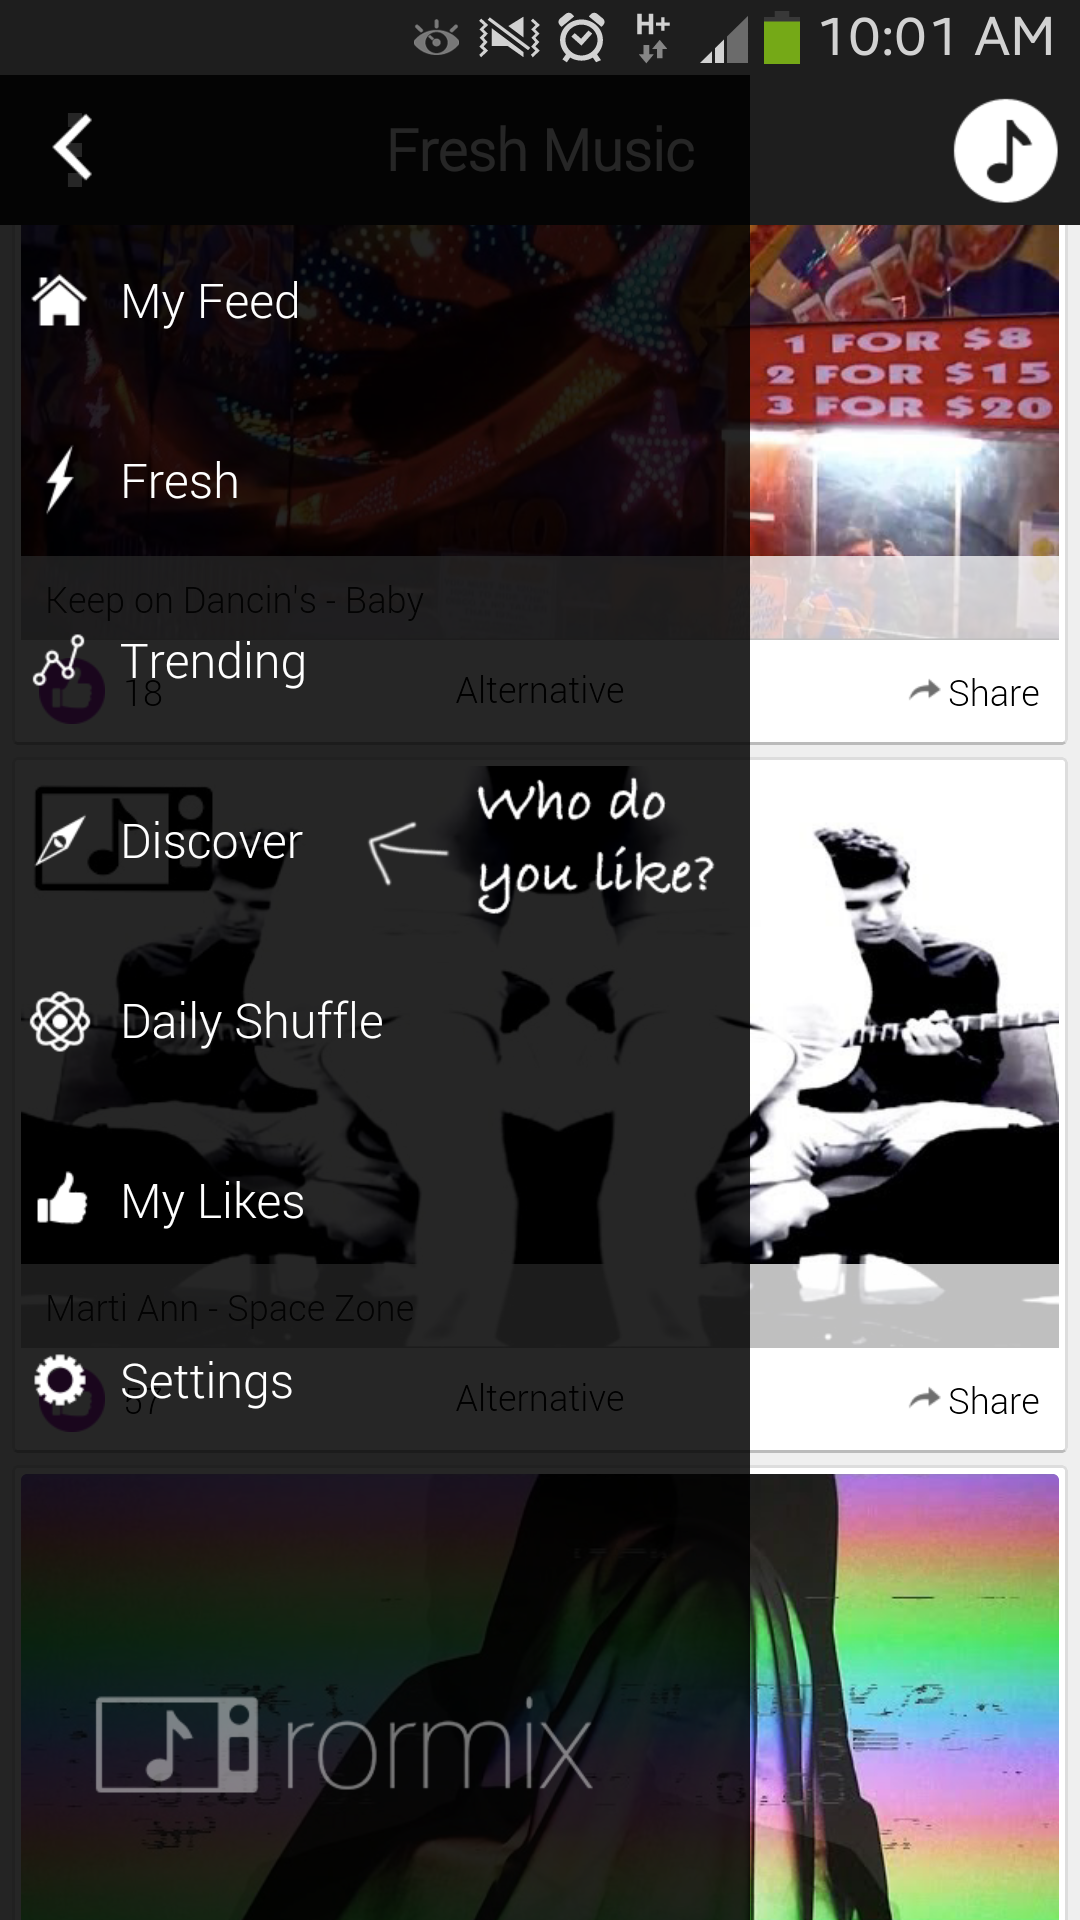 H+ 10:01 AM
Fresh Music
1 FOR $8
2 FOR $15
3 FOR $20
My Feed
Fresh
Keep on Dancin's - Baby
Trending
18 Alternative Share
Who do
you like?
Discover
Daily Shuffle
My Likes
Marti Ann - Space Zone
Settings
57 Alternative Share
rormix